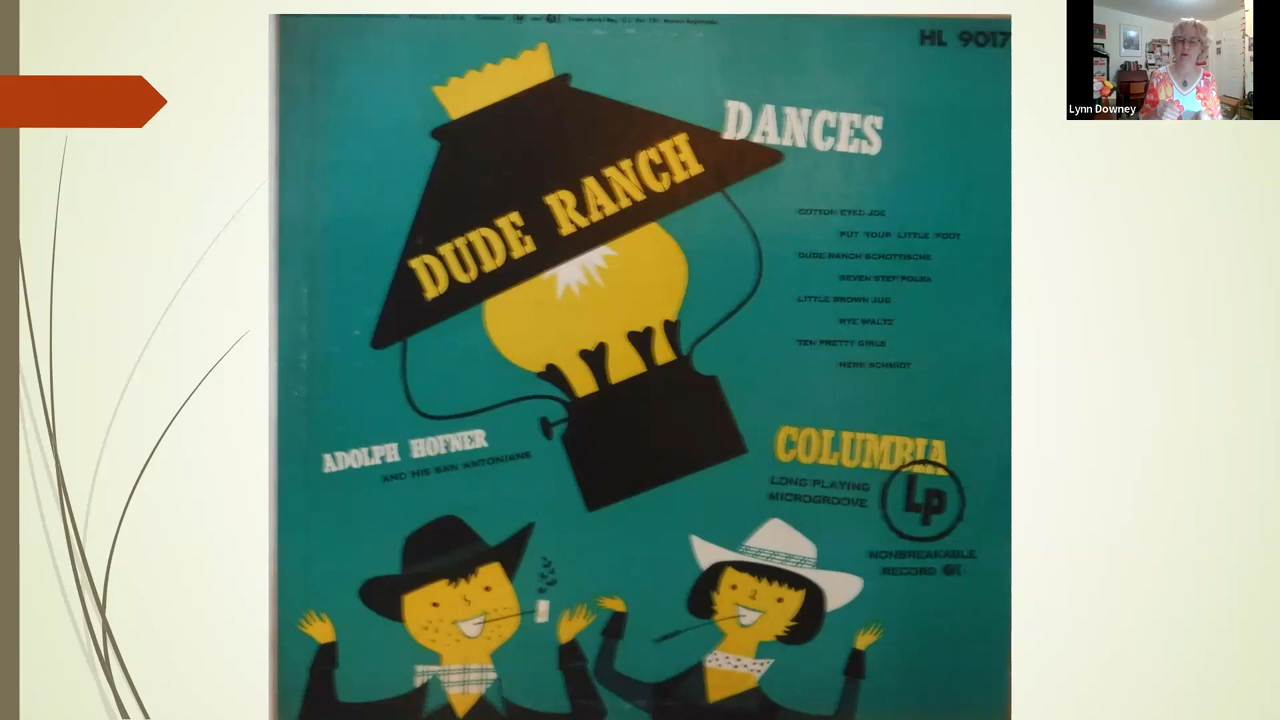 HL 9017
DANCES
DUDE RANCH
COTTON EYED JOE
PUT YOUR LITTLE FOOT
DUDE RANCH SCHOTTISCHE
SEVEN STEP POLKA
LITTLE BROWN JUG
RYE WALTZ
TEN PRETTY GIRLS
HERR SCHMIDT
ADOLPH HOFNER
AND HIS SAN ANTONIANS
COLUMBIA
LONG PLAYING
MICROGROOVE
LP
NONBREAKABLE
RECORD
Lynn Downey